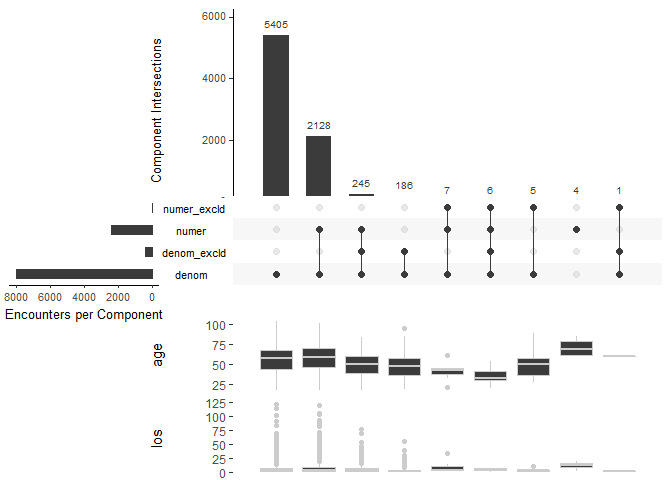 Component Intersections
6000
4000
2000
-
5405
2128
245
186
7
6
5
4
1
numer_excld
numer
denom_excld
denom
8000 6000 4000 2000 0
Encounters per Component
age
100
75
50
25
los
125
100
75
50
25
0